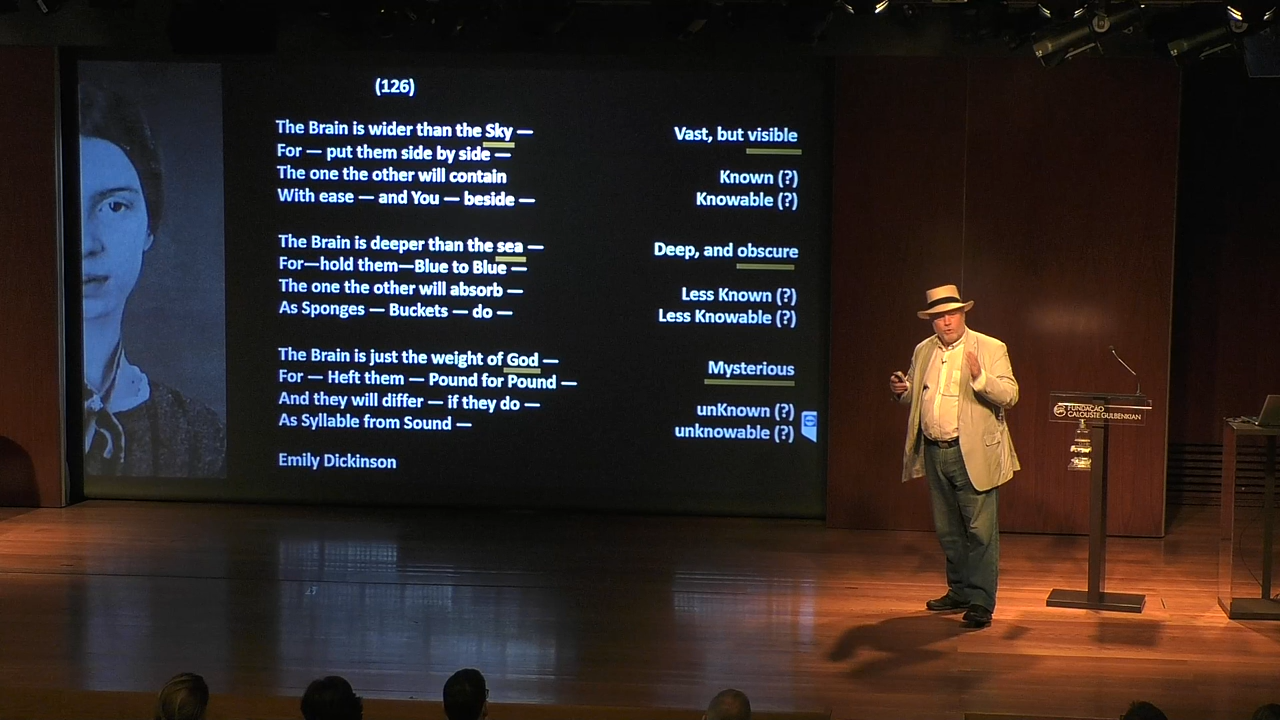 (126)
The Brain is wider than the Sky —
For — put them side by side —
The one the other will contain
With ease — and You — beside —
The Brain is deeper than the sea —
For—hold them—Blue to Blue —
The one the other will absorb —
As Sponges — Buckets — do —
The Brain is just the weight of God —
For — Heft them — Pound for Pound —
And they will differ — if they do —
As Syllable from Sound —
Emily Dickinson
Vast, but visible
Known (?)
Knowable (?)
Deep, and obscure
Less Known (?)
Less Knowable (?)
Mysterious
unKnown (?)
unknowable (?)
FUNDAÇÃO
CALOUSTE GULBENKIAN